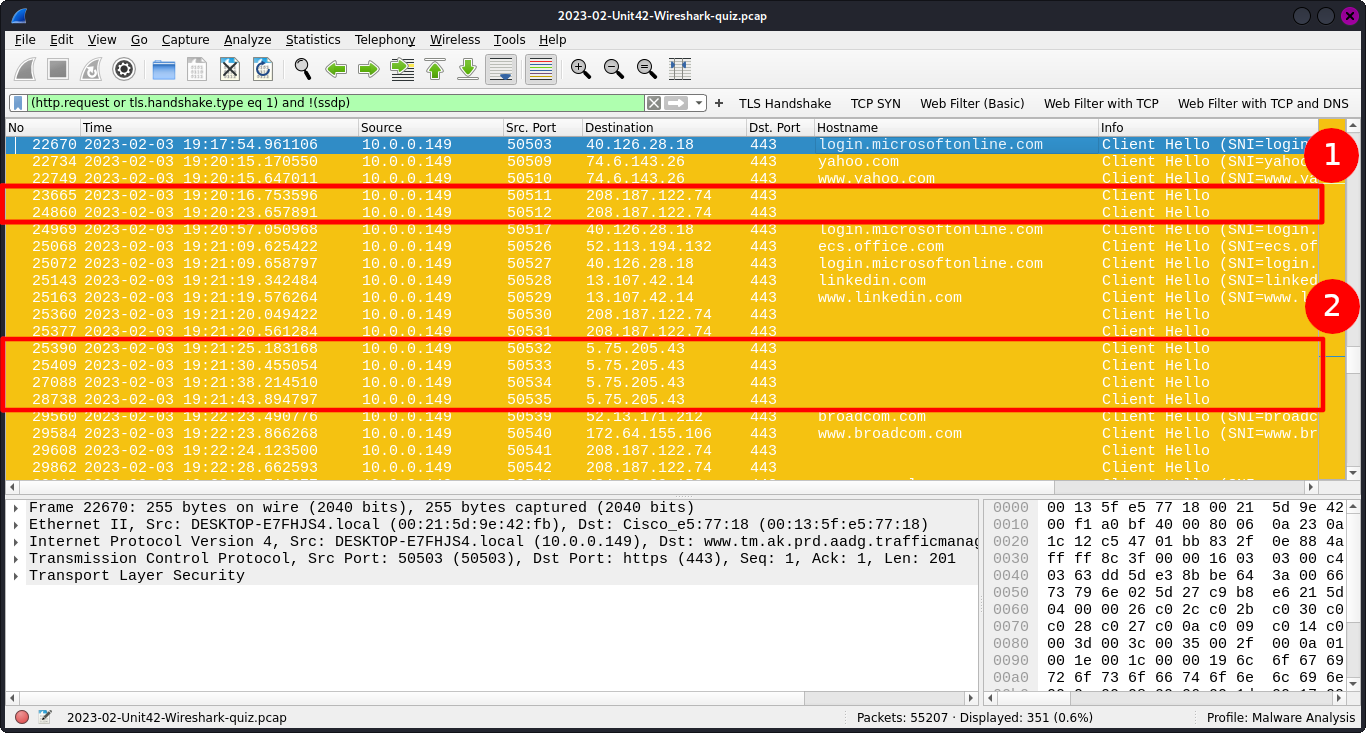 2023-02-Unit42-Wireshark-quiz.pcap
File Edit View Go Capture Analyze Statistics Telephony Wireless Tools Help
(http.request or tls.handshake.type eq 1) and !(ssdp) + TLS Handshake TCP SYN Web Filter (Basic) Web Filter with TCP Web Filter with TCP and DNS
No Time Source Src. Port Destination Dst. Port Hostname Info
22670 2023-02-03 19:17:54.961106 10.0.0.149 50503 40.126.28.18 443 login.microsoftonline.com Client Hello (SNI=login
1
22734 2023-02-03 19:20:15.170550 10.0.0.149 50509 74.6.143.26 443 yahoo.com Client Hello (SNI=yahoo
22749 2023-02-03 19:20:15.647011 10.0.0.149 50510 74.6.143.26 443 www.yahoo.com Client Hello (SNI=www.ya
23665 2023-02-03 19:20:16.753596 10.0.0.149 50511 208.187.122.74 443 Client Hello
24860 2023-02-03 19:20:23.657891 10.0.0.149 50512 208.187.122.74 443 Client Hello
24969 2023-02-03 19:20:57.050968 10.0.0.149 50517 40.126.28.18 443 login.microsoftonline.com Client Hello (SNI=login.
25068 2023-02-03 19:21:09.625422 10.0.0.149 50526 52.113.194.132 443 ecs.office.com Client Hello (SNI=ecs.of
25072 2023-02-03 19:21:09.658797 10.0.0.149 50527 40.126.28.18 443 login.microsoftonline.com Client Hello (SNI=login.
25143 2023-02-03 19:21:19.342484 10.0.0.149 50528 13.107.42.14 443 linkedin.com Client Hello (SNI=linked
25163 2023-02-03 19:21:19.576264 10.0.0.149 50529 13.107.42.14 443 www.linkedin.com Client Hello (SNI=www.l
2
25360 2023-02-03 19:21:20.049422 10.0.0.149 50530 208.187.122.74 443 Client Hello
25377 2023-02-03 19:21:20.561284 10.0.0.149 50531 208.187.122.74 443 Client Hello
25390 2023-02-03 19:21:25.183168 10.0.0.149 50532 5.75.205.43 443 Client Hello
25409 2023-02-03 19:21:30.455054 10.0.0.149 50533 5.75.205.43 443 Client Hello
27088 2023-02-03 19:21:38.214510 10.0.0.149 50534 5.75.205.43 443 Client Hello
28738 2023-02-03 19:21:43.894797 10.0.0.149 50535 5.75.205.43 443 Client Hello
29560 2023-02-03 19:22:23.490776 10.0.0.149 50539 52.13.171.212 443 broadcom.com Client Hello (SNI=broadc
29584 2023-02-03 19:22:23.866268 10.0.0.149 50540 172.64.155.106 443 www.broadcom.com Client Hello (SNI=www.br
29608 2023-02-03 19:22:24.123500 10.0.0.149 50541 208.187.122.74 443 Client Hello
29862 2023-02-03 19:22:28.662593 10.0.0.149 50542 208.187.122.74 443 Client Hello
Frame 22670: 255 bytes on wire (2040 bits), 255 bytes captured (2040 bits)
Ethernet II, Src: DESKTOP-E7FHJS4.local (00:21:5d:9e:42:fb), Dst: Cisco_e5:77:18 (00:13:5f:e5:77:18)
Internet Protocol Version 4, Src: DESKTOP-E7FHJS4.local (10.0.0.149), Dst: www.tm.ak.prd.aadg.trafficmanag
Transmission Control Protocol, Src Port: 50503 (50503), Dst Port: https (443), Seq: 1, Ack: 1, Len: 201
Transport Layer Security
0000 00 13 5f e5 77 18 00 21 5d 9e 42
0010 00 f1 a0 bf 40 00 80 06 0a 23 0a
0020 1c 12 c5 47 01 bb 83 2f 0e 88 4a
0030 ff ff 8c 3f 00 00 16 03 03 00 c4
0040 03 63 dd 5d e3 8b be 64 3a 00 66
0050 73 79 6e 02 5d 27 c9 b8 e6 21 5d
0060 04 00 00 26 c0 2c c0 2b c0 30 c0
0070 c0 28 c0 27 c0 0a c0 09 c0 14 c0
0080 00 3d 00 3c 00 35 00 2f 00 0a 01
0090 00 1e 00 1c 00 00 19 6c 6f 67 69
00a0 72 6f 73 6f 66 74 6f 6e 6c 69 6e
2023-02-Unit42-Wireshark-quiz.pcap Packets: 55207 · Displayed: 351 (0.6%) Profile: Malware Analysis